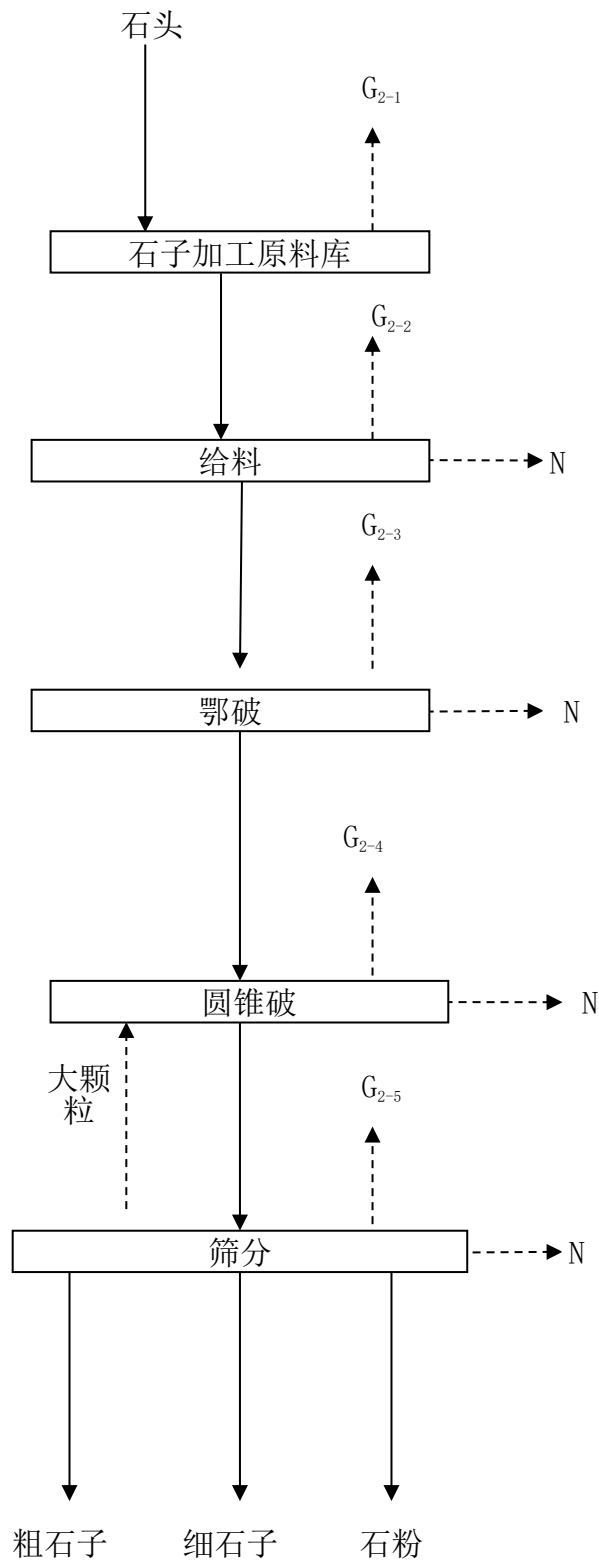 石头
G2-1
石子加工原料库
G2-2
给料
N
G2-3
鄂破
N
G2-4
圆锥破
N
大颗
粒
G2-5
筛分
N
粗石子
细石子
石粉